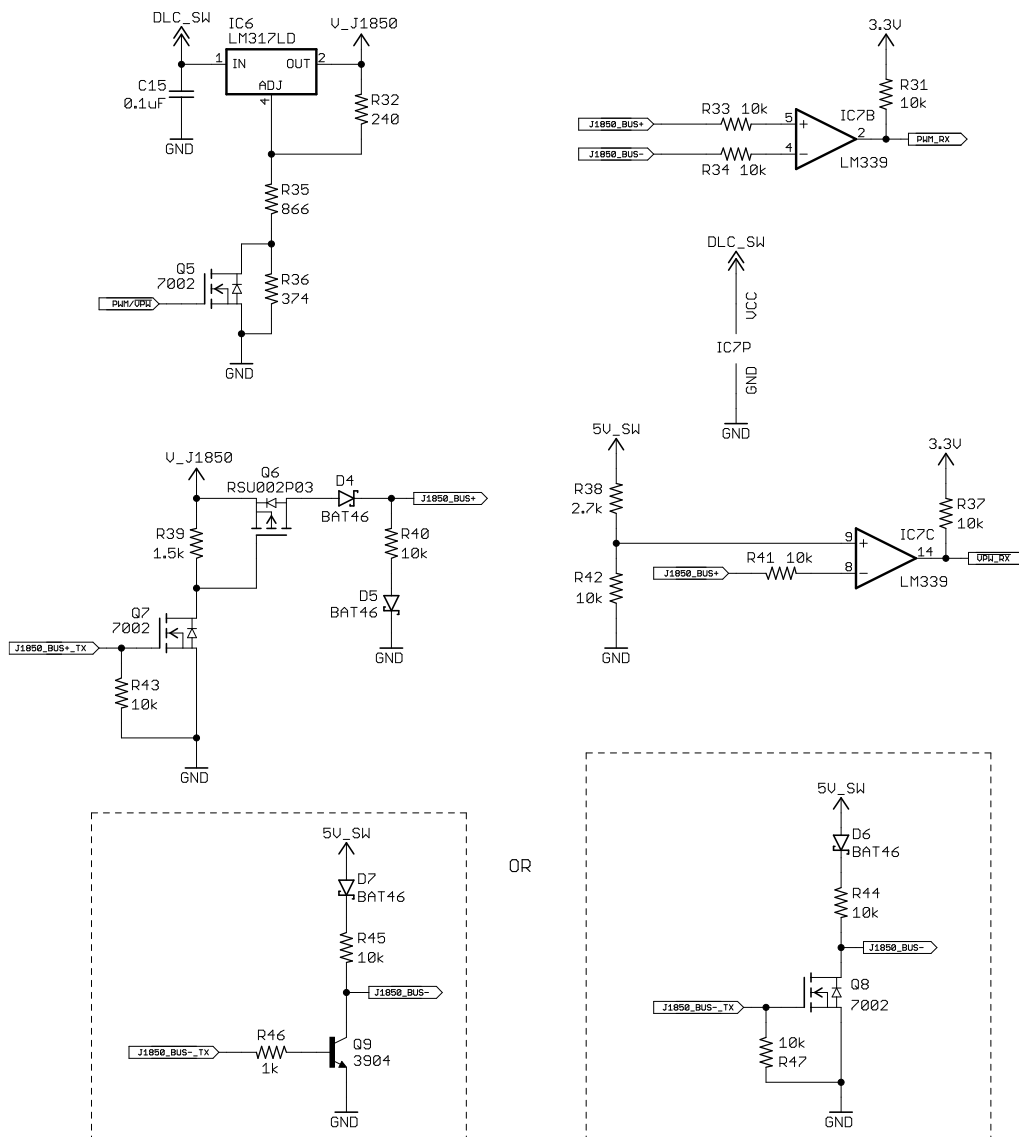 DLC_SW
IC6
LM317LD
V_J1850
1
IN
OUT
2
ADJ
4
C15
0.1uF
GND
R32
240
R35
866
Q5
7002
PWM/VPW
R36
374
GND
3.3V
R31
10k
J1850_BUS+
R33 10k
5
+
IC7B
2
PWM_RX
J1850_BUS-
4
-
R34 10k
LM339
DLC_SW
VCC
IC7P
GND
GND
V_J1850
Q6
RSU002P03
D4
BAT46
J1850_BUS+
R39
1.5k
R40
10k
D5
BAT46
GND
Q7
7002
J1850_BUS+_TX
R43
10k
GND
5V_SW
R38
2.7k
3.3V
R37
10k
9
+
IC7C
14
VPW_RX
R41 10k
8
-
J1850_BUS+
LM339
R42
10k
GND
5V_SW
D7
BAT46
R45
10k
J1850_BUS-
R46
1k
J1850_BUS-_TX
Q9
3904
GND
OR
5V_SW
D6
BAT46
R44
10k
J1850_BUS-
Q8
7002
J1850_BUS-_TX
10k
R47
GND